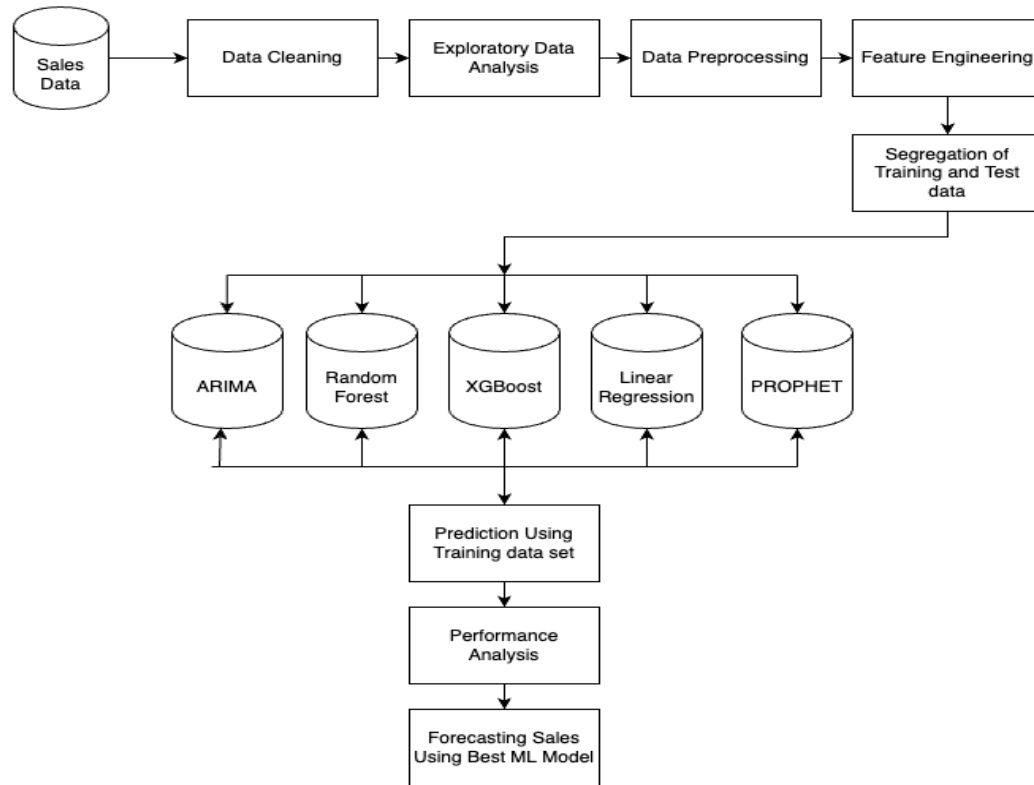 Sales
Data
Data Cleaning
Exploratory Data
Analysis
Data Preprocessing
Feature Engineering
Segregation of
Training and Test
data
ARIMA
Random
Forest
XGBoost
Linear
Regression
PROPHET
Prediction Using
Training data set
Performance
Analysis
Forecasting Sales
Using Best ML Model